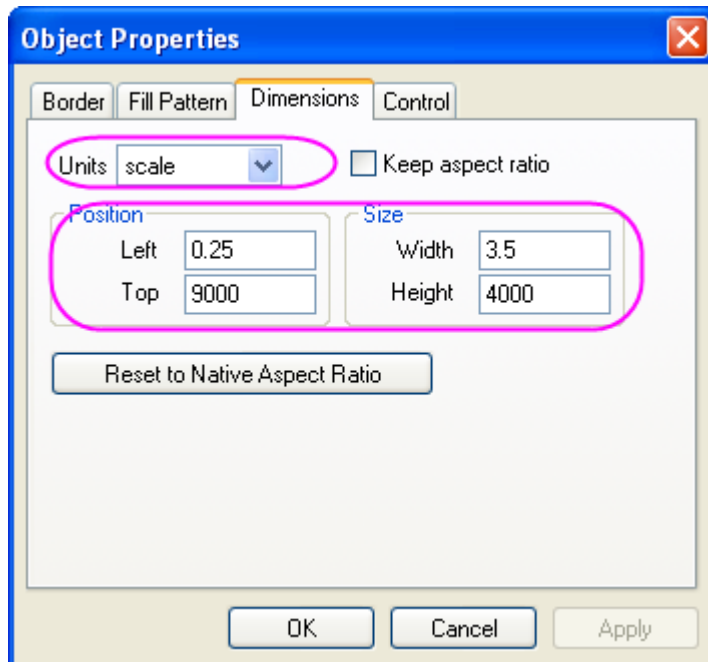 Object Properties
Border Fill Pattern Dimensions Control
Units scale Keep aspect ratio
Position
Left 0.25
Top 9000
Size
Width 3.5
Height 4000
Reset to Native Aspect Ratio
OK Cancel Apply